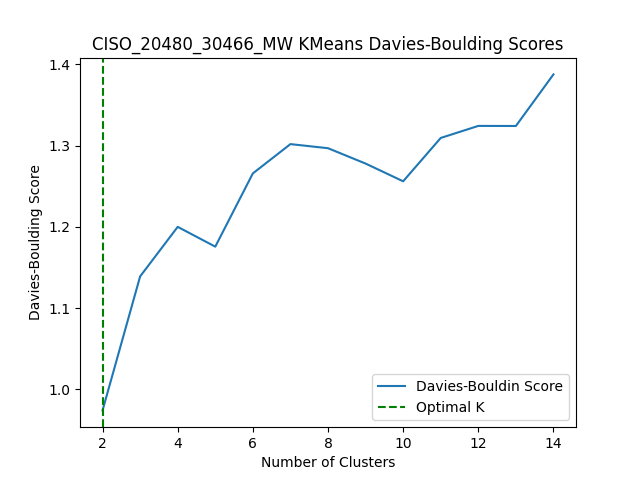 CISO_20480_30466_MW KMeans Davies-Boulding Scores
1.4
1.3
1.2
1.1
1.0
Davies-Boulding Score
2 4 6 8 10 12 14
Number of Clusters
Davies-Bouldin Score
Optimal K